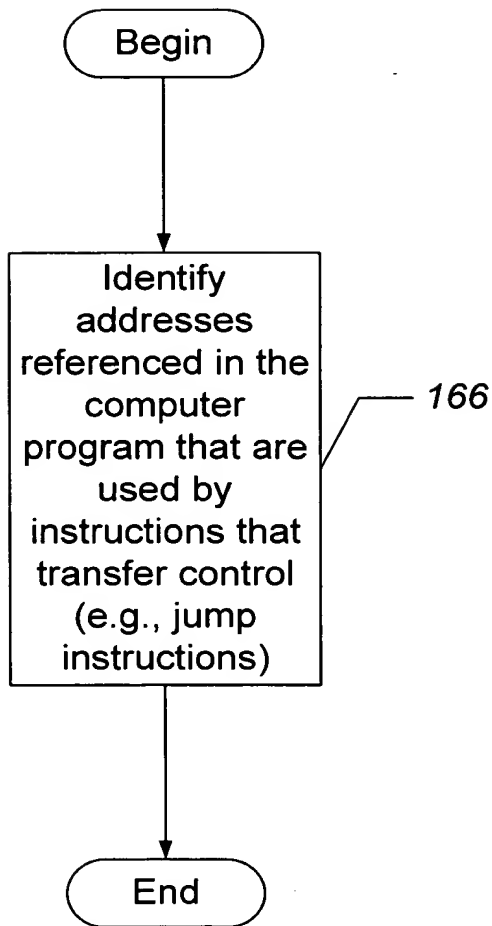 Begin
Identify
addresses
referenced in the
computer
program that are
used by
instructions that
transfer control
(e.g., jump
instructions)
166
End